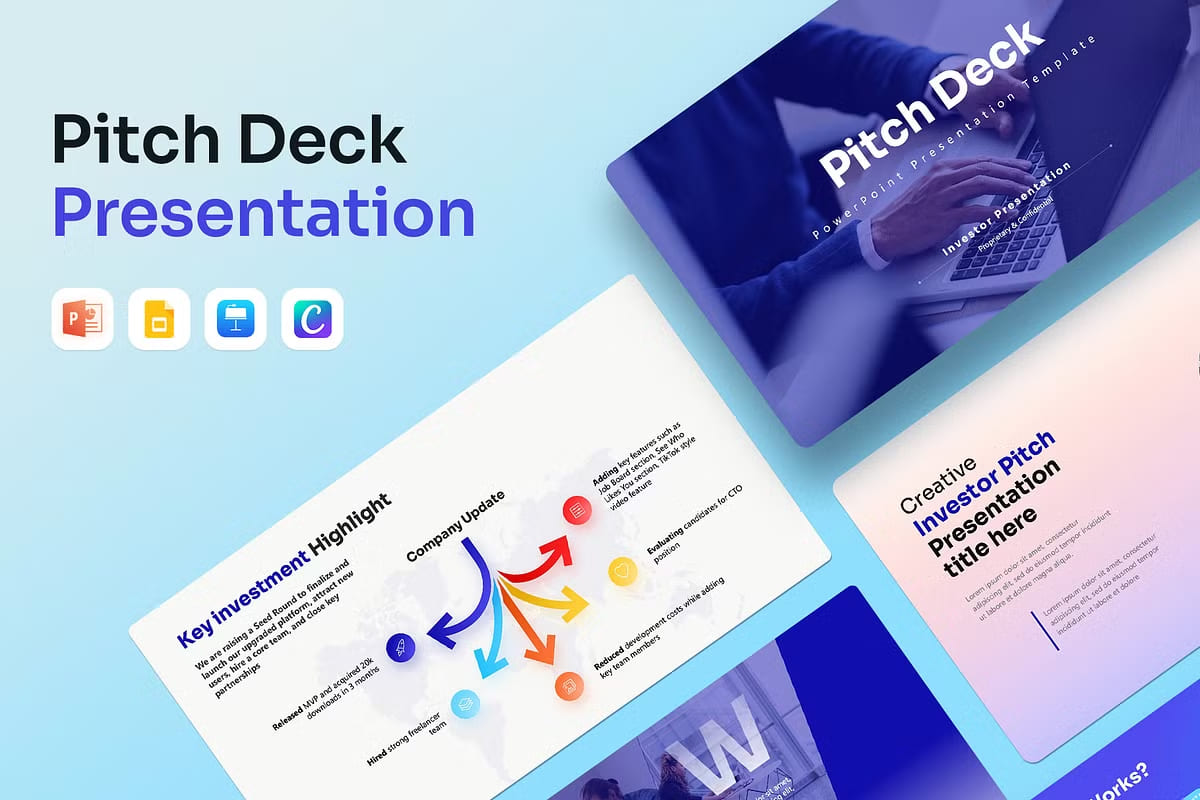 Pitch Deck
Presentation
P
C
Pitch Deck
PowerPoint Presentation Template
Investor Presentation
Proprietary & Confidential
Key investment Highlight
We are raising a Seed Round to finalize and
launch our upgraded platform, attract new
users, hire a core team, and close key
partnerships
Company Update
Adding key features such as
Job Board section, See Who
Likes You section, TikTok style
video feature
Evaluating candidates for CTO
position
Reduced development costs while adding
key team members
Released MVP and acquired 20k
downloads in 3 months
Hired strong freelancer
team
Creative
Investor Pitch
Presentation
title here
Lorem ipsum dolor sit amet, consectetur
adipiscing elit, sed do eiusmod tempor incididunt
ut labore et dolore magna aliqua.
Lorem ipsum dolor sit amet, consectetur
adipiscing elit, sed do eiusmod tempor
incididunt ut labore et dolore
W
sit amet,
elit.
Works?